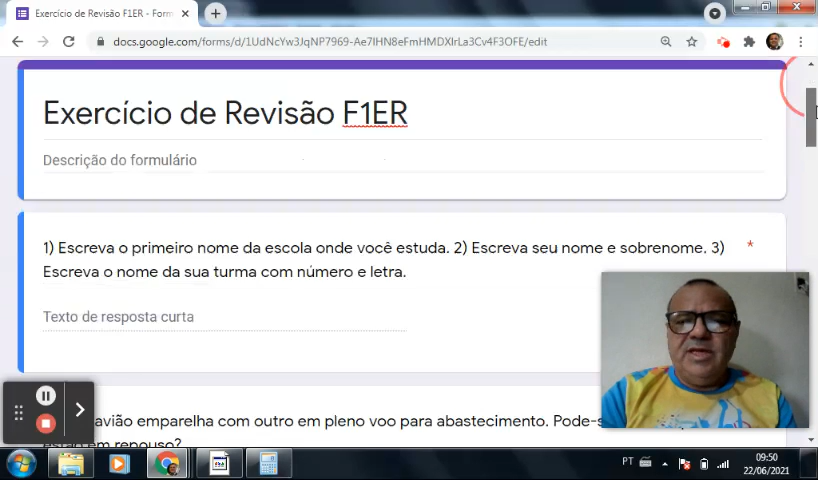 Exercício de Revisão F1ER - Form
docs.google.com/forms/d/1UdNcYw3JqNP7969-Ae7IHN8eFmHMDXIrLa3Cv4F3OFE/edit
Exercício de Revisão F1ER
Descrição do formulário
1) Escreva o primeiro nome da escola onde você estuda. 2) Escreva seu nome e sobrenome. 3) *
Escreva o nome da sua turma com número e letra.
Texto de resposta curta
avião emparelha com outro em pleno voo para abastecimento. Pode-s
estão em repouso?
PT
09:50
22/06/2021